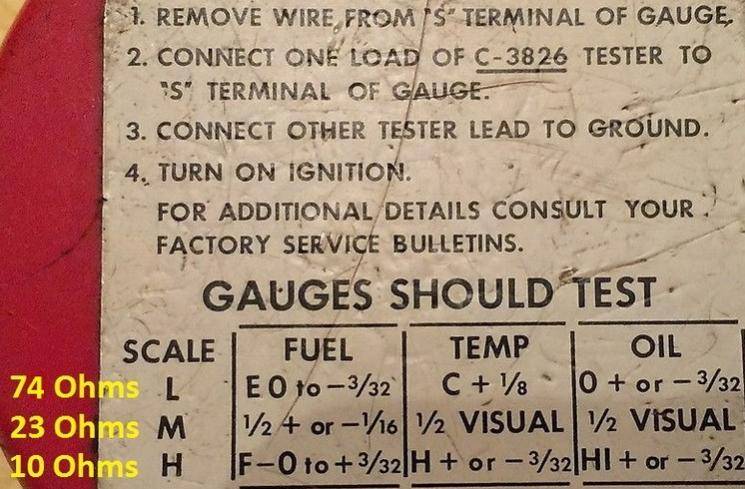 1. REMOVE WIRE FROM "S" TERMINAL OF GAUGE.
2. CONNECT ONE LOAD OF C-3826 TESTER TO
"S" TERMINAL OF GAUGE.
3. CONNECT OTHER TESTER LEAD TO GROUND.
4. TURN ON IGNITION.
FOR ADDITIONAL DETAILS CONSULT YOUR
FACTORY SERVICE BULLETINS.
GAUGES SHOULD TEST
SCALE FUEL TEMP OIL
74 Ohms L E 0 to -3/32 C + 1/8 0 + or - 3/32
23 Ohms M 1/2 + or -1/16 1/2 VISUAL 1/2 VISUAL
10 Ohms H F-0 to +3/32 H + or - 3/32 HI + or - 3/32